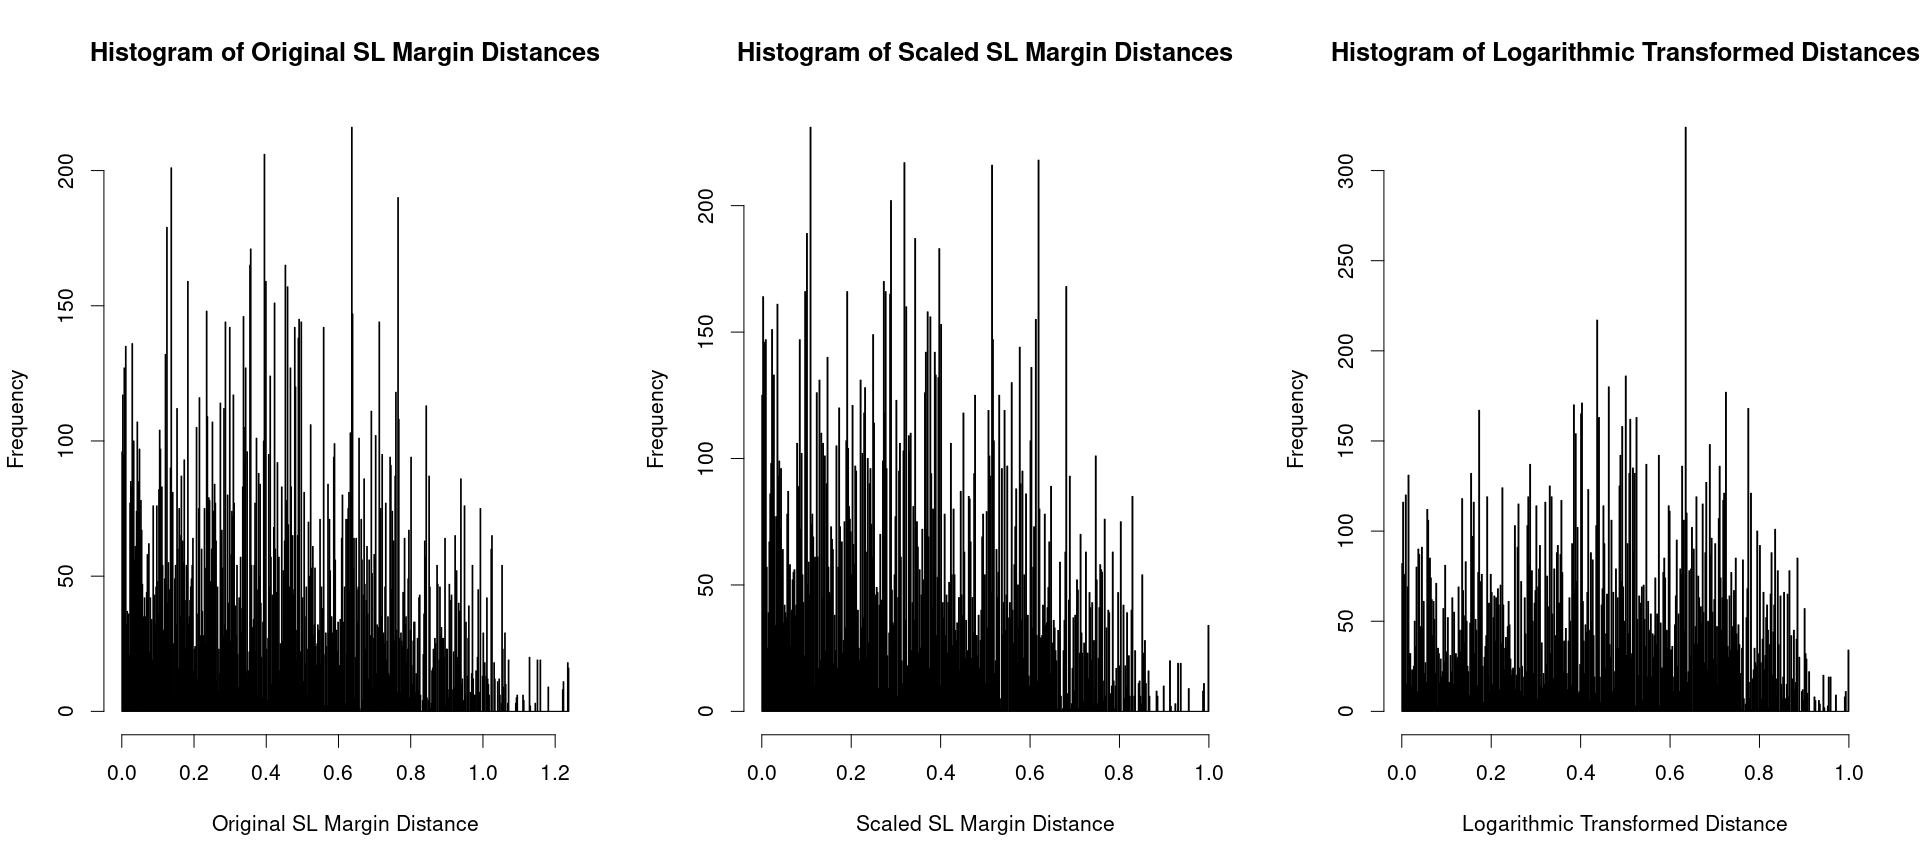 Histogram of Original SL Margin Distances
Frequency
0
50
100
150
200
0.0 0.2 0.4 0.6 0.8 1.0 1.2
Original SL Margin Distance
Histogram of Scaled SL Margin Distances
Frequency
0
50
100
150
200
0.0 0.2 0.4 0.6 0.8 1.0
Scaled SL Margin Distance
Histogram of Logarithmic Transformed Distances
Frequency
0
50
100
150
200
250
300
0.0 0.2 0.4 0.6 0.8 1.0
Logarithmic Transformed Distance